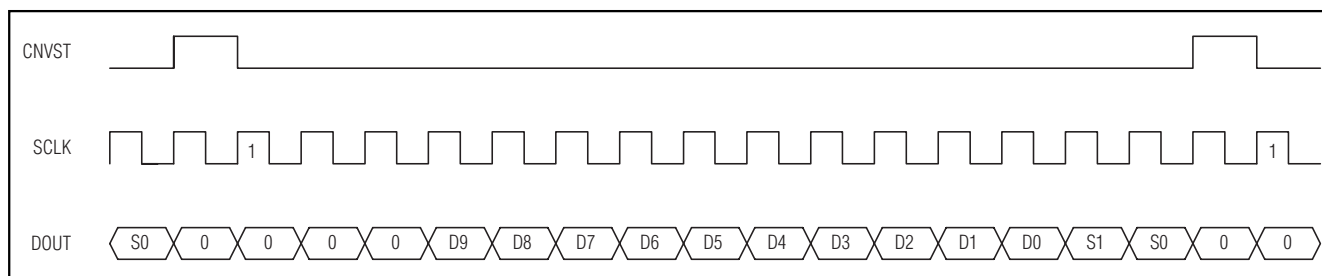 CNVST
SCLK 1 1
DOUT S0 0 0 0 0 D9 D8 D7 D6 D5 D4 D3 D2 D1 D0 S1 S0 0 0